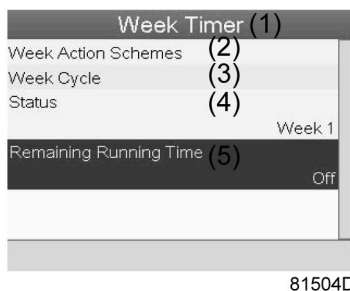 Week Timer (1)
Week Action Schemes (2)
Week Cycle (3)
Status (4)
Week 1
Remaining Running Time (5)
Off
81504D